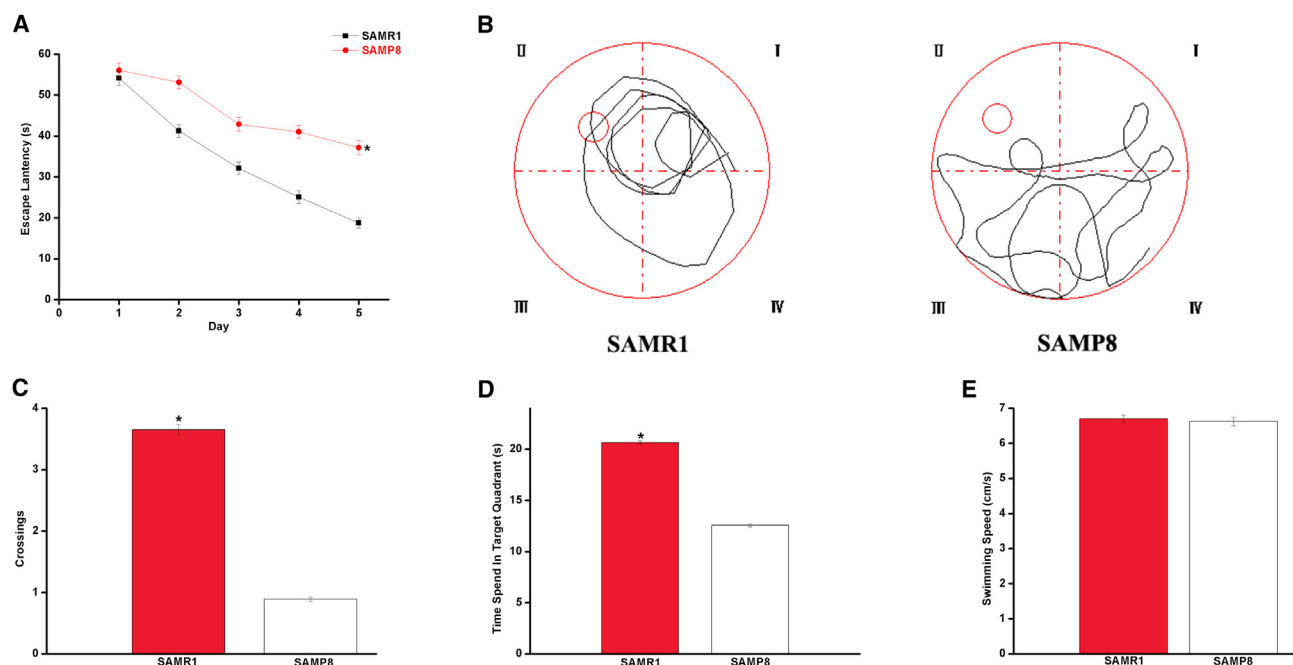 A
SAMR1
SAMP8
60
50
40
30
20
10
0
Escape Lantency (s)
*
0 1 2 3 4 5
Day
B
II I
III IV
SAMR1
II I
III IV
SAMP8
C
4
3
2
1
0
Crossings
*
SAMR1 SAMP8
D
20
15
10
5
0
Time Spend In Target Quadrant (s)
*
SAMR1 SAMP8
E
7
6
5
4
3
2
1
0
Swimming Speed (cm/s)
SAMR1 SAMP8